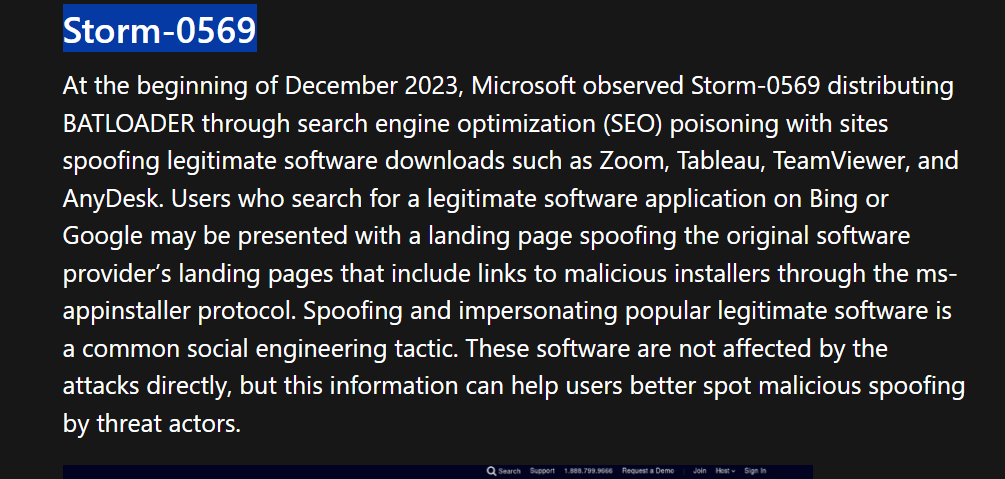 Storm-0569
At the beginning of December 2023, Microsoft observed Storm-0569 distributing
BATLOADER through search engine optimization (SEO) poisoning with sites
spoofing legitimate software downloads such as Zoom, Tableau, TeamViewer, and
AnyDesk. Users who search for a legitimate software application on Bing or
Google may be presented with a landing page spoofing the original software
provider’s landing pages that include links to malicious installers through the ms-
appinstaller protocol. Spoofing and impersonating popular legitimate software is
a common social engineering tactic. These software are not affected by the
attacks directly, but this information can help users better spot malicious spoofing
by threat actors.
Search Support 1.888.799.9666 Request a Demo Join Host Sign In